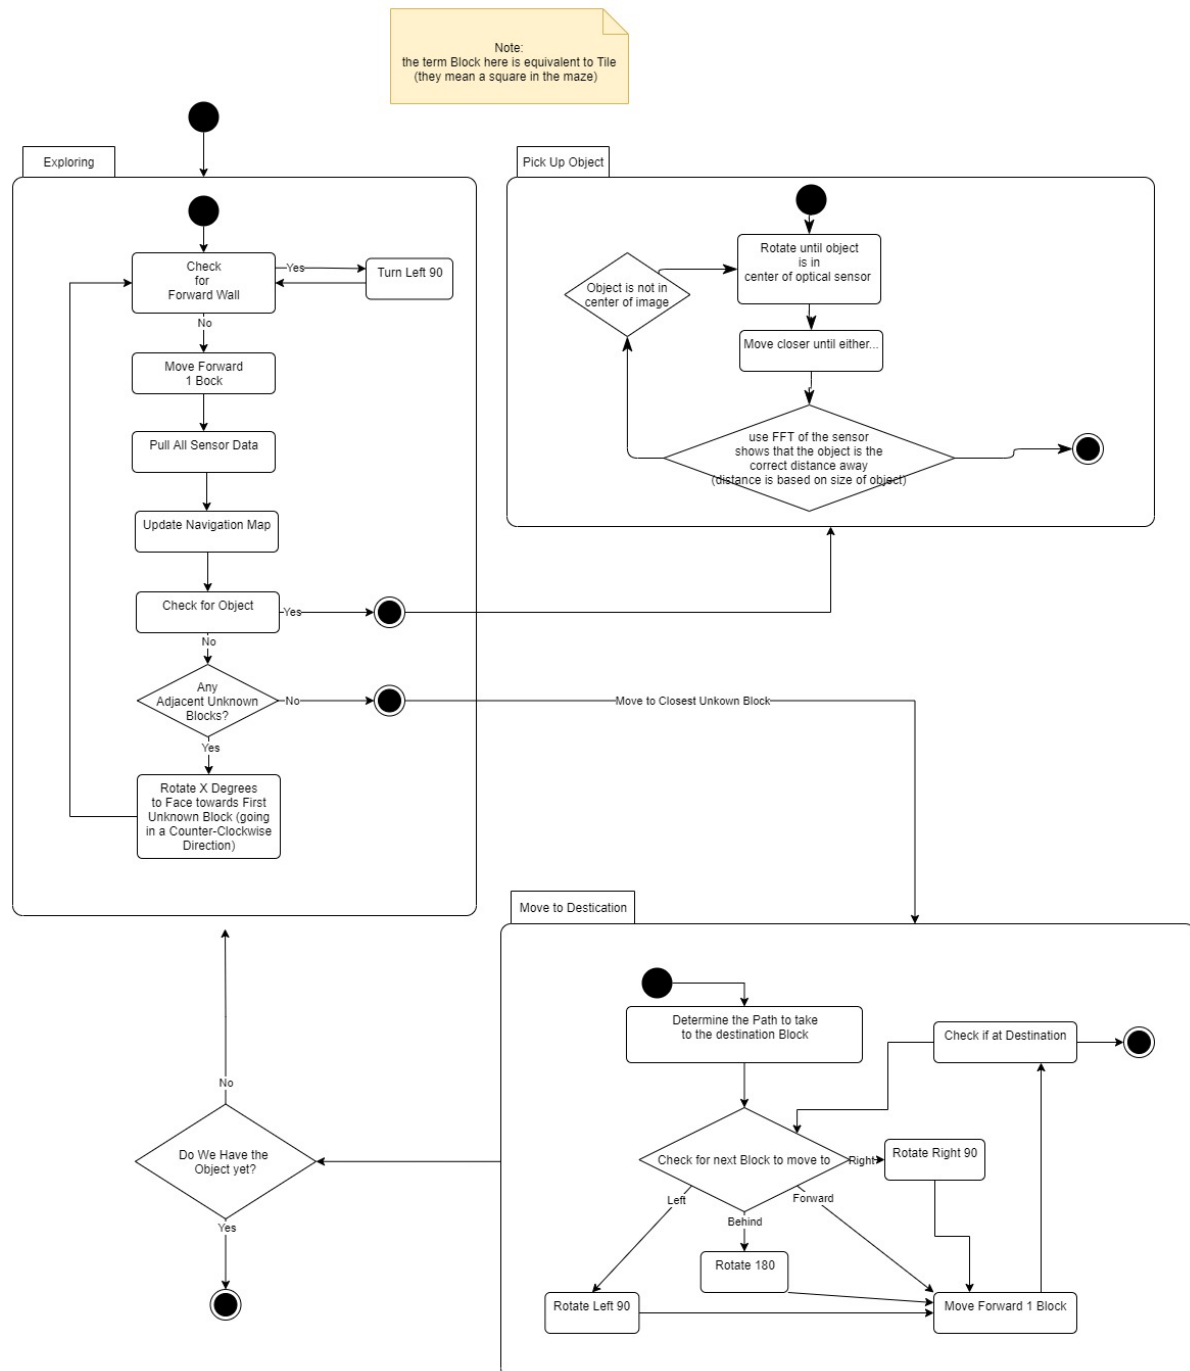 Note:
the term Block here is equivalent to Tile
(they mean a square in the maze)
Exploring
Check
for
Forward Wall
Yes
Turn Left 90
No
Move Forward
1 Bock
Pull All Sensor Data
Update Navigation Map
Check for Object
Yes
No
Any
Adjacent Unknown
Blocks?
No
Yes
Rotate X Degrees
to Face towards First
Unknown Block (going
in a Counter-Clockwise
Direction)
Pick Up Object
Rotate until object
is in
center of optical sensor
Object is not in
center of image
Move closer until either...
use FFT of the sensor
shows that the object is the
correct distance away
(distance is based on size of object)
Move to Closest Unkown Block
Move to Destication
Determine the Path to take
to the destination Block
Check if at Destination
Check for next Block to move to
Right
Rotate Right 90
Left
Forward
Behind
Rotate 180
Rotate Left 90
Move Forward 1 Block
No
Do We Have the
Object yet?
Yes